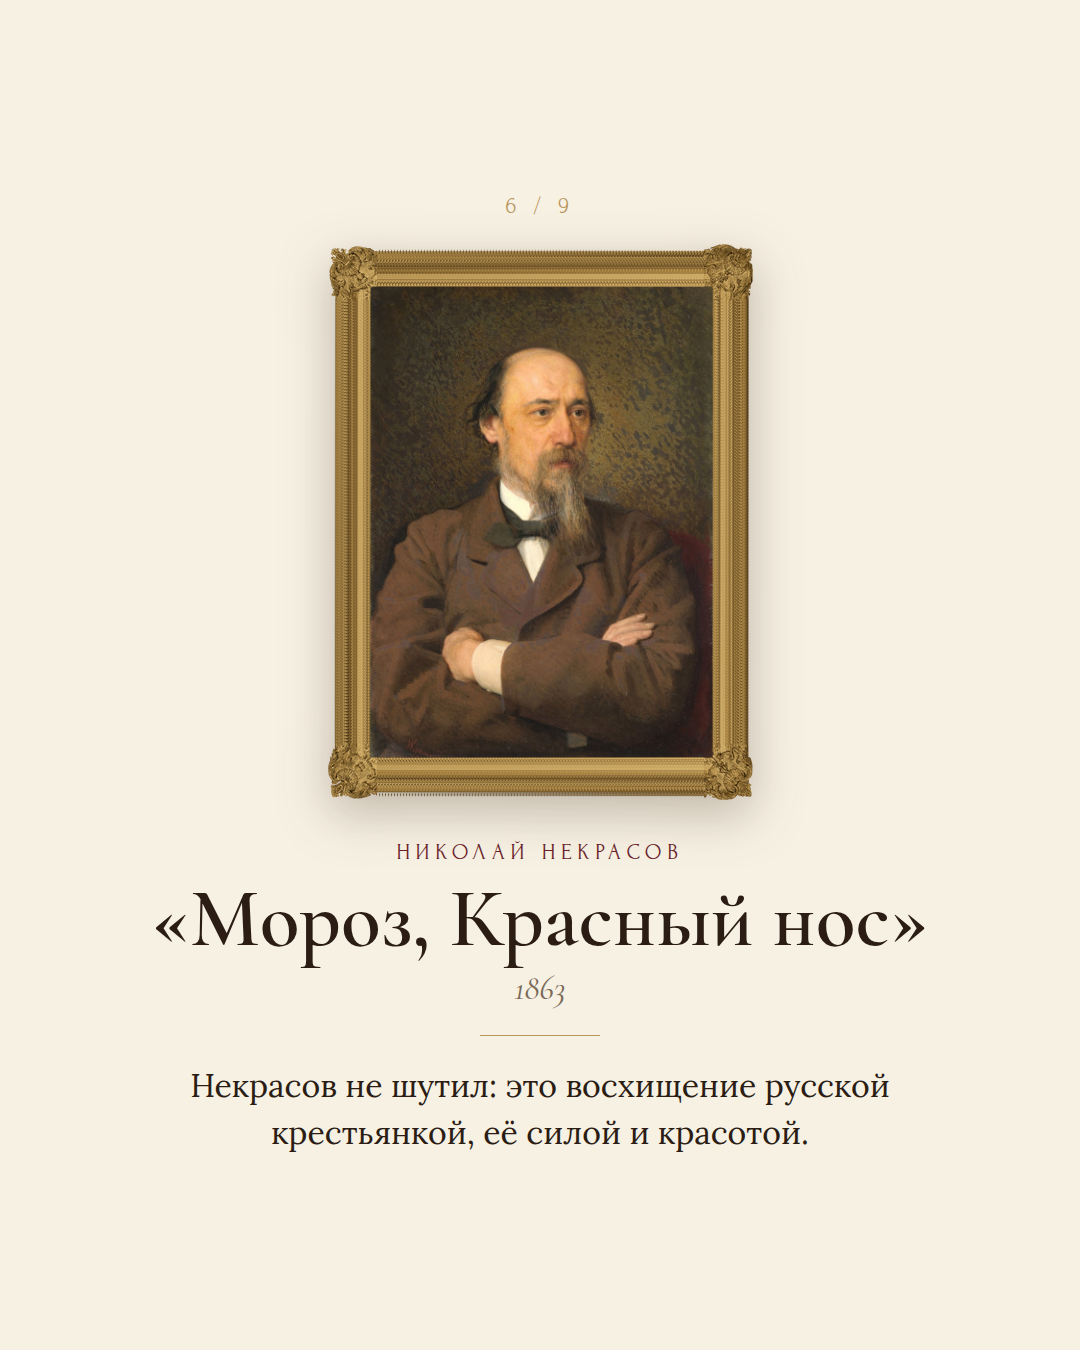 6 / 9
НИКОЛАЙ НЕКРАСОВ
«Мороз, Красный нос»
1863
Некрасов не шутил: это восхищение русской
крестьянкой, её силой и красотой.